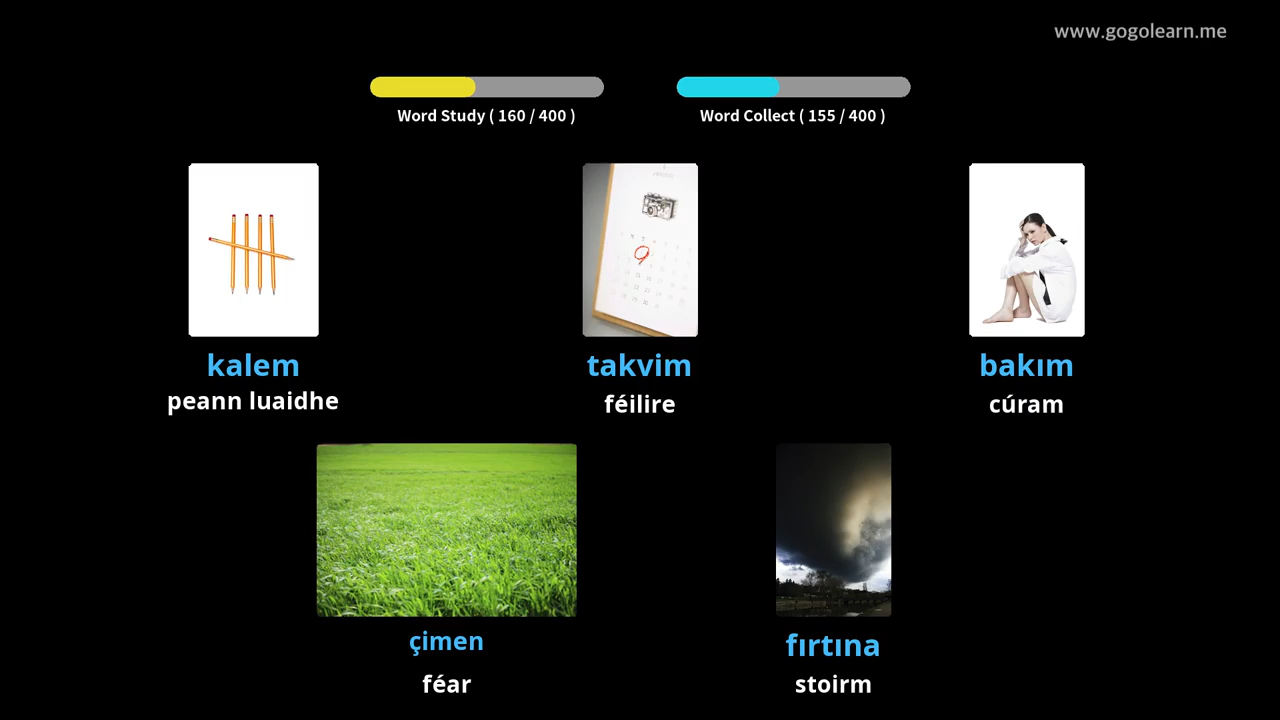 www.gogolearn.me
Word Study ( 160 / 400 )
Word Collect ( 155 / 400 )
kalem
peann luaidhe
takvim
féilire
bakım
cúram
çimen
féar
fırtına
stoirm